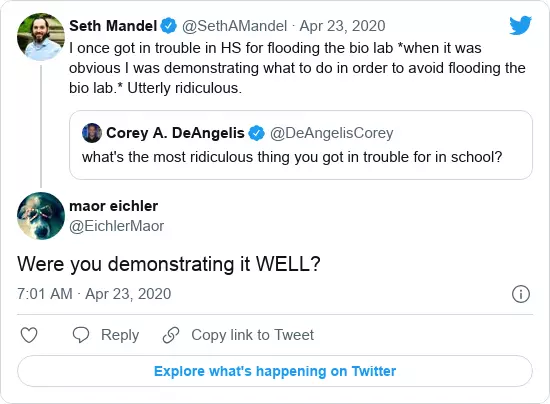 Seth Mandel @SethAMandel · Apr 23, 2020
I once got in trouble in HS for flooding the bio lab *when it was
obvious I was demonstrating what to do in order to avoid flooding the
bio lab.* Utterly ridiculous.
Corey A. DeAngelis @DeAngelisCorey
what's the most ridiculous thing you got in trouble for in school?
maor eichler
@EichlerMaor
Were you demonstrating it WELL?
7:01 AM · Apr 23, 2020
Reply Copy link to Tweet
Explore what's happening on Twitter